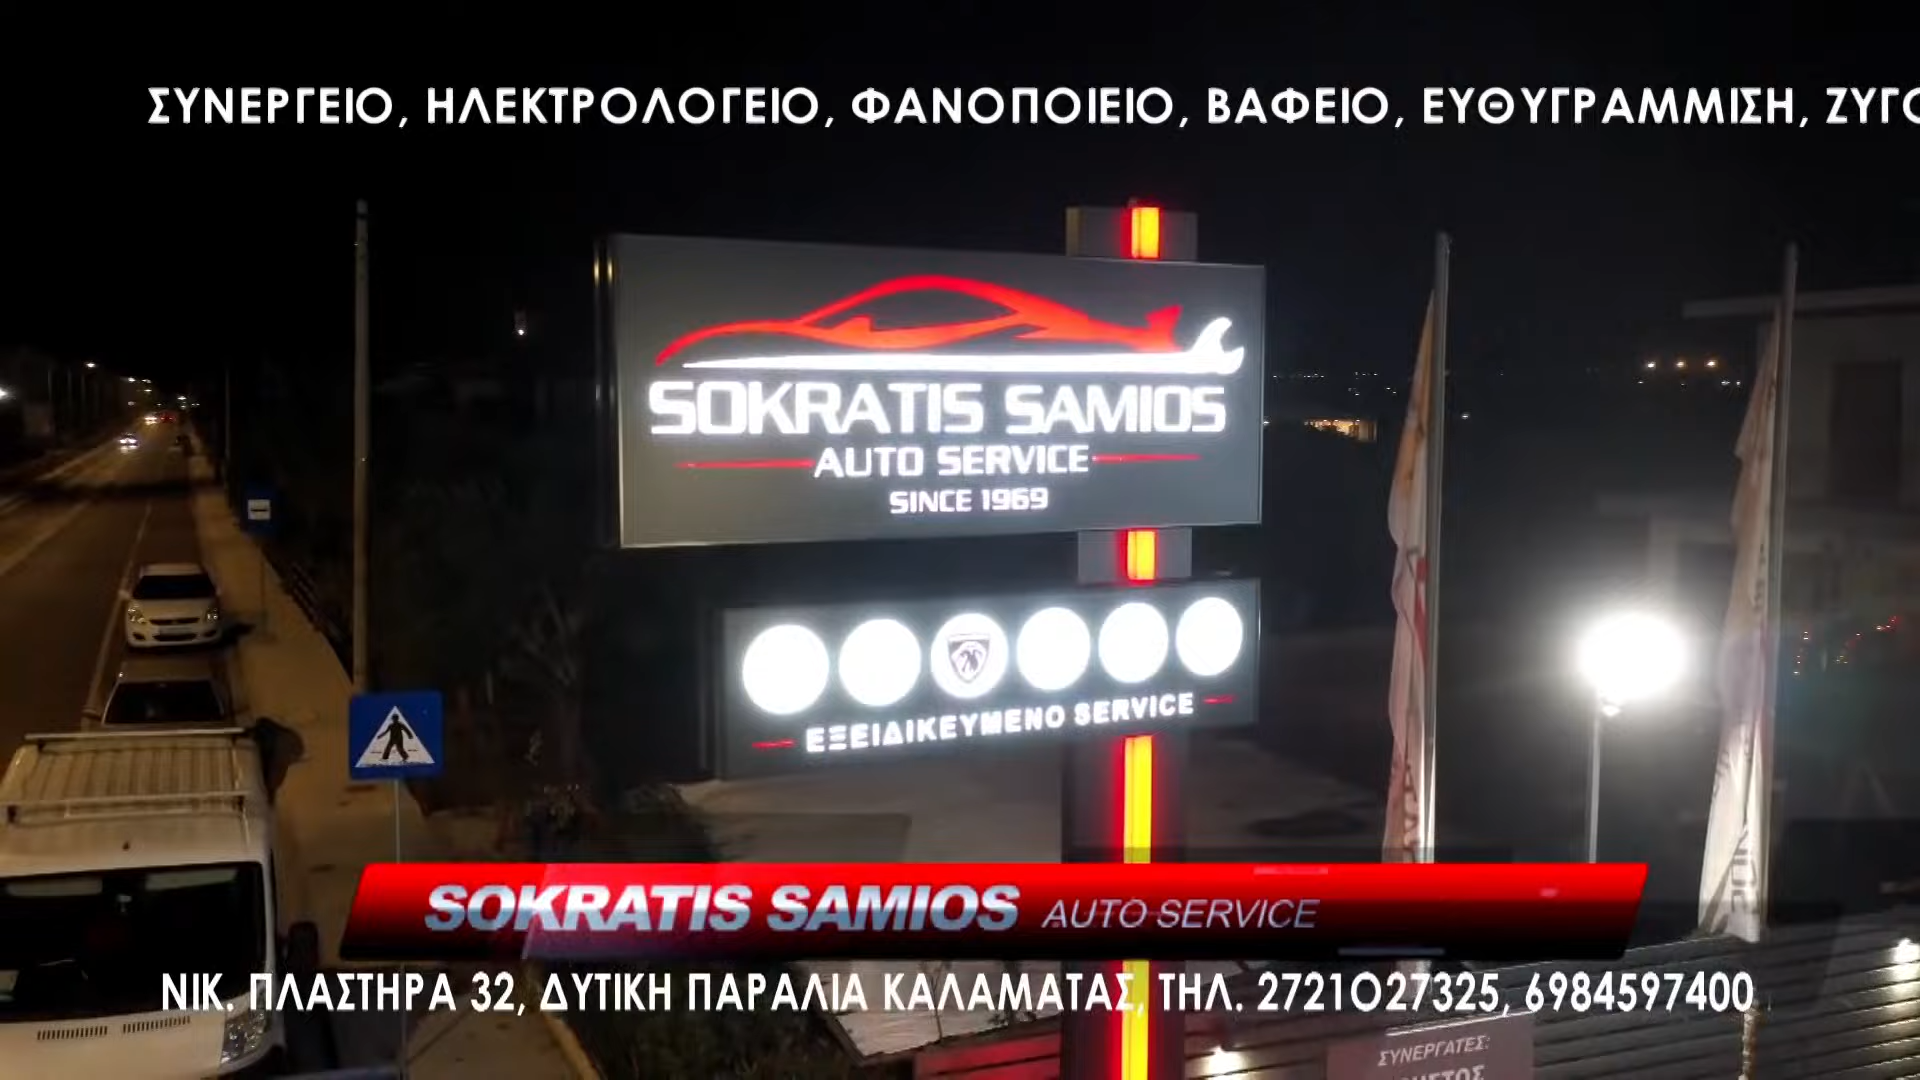 ΣΥΝΕΡΓΕΙΟ, ΗΛΕΚΤΡΟΛΟΓΕΙΟ, ΦΑΝΟΠΟΙΕΙΟ, ΒΑΦΕΙΟ, ΕΥΘΥΓΡΑΜΜΙΣΗ,
SOKRATIS SAMIOS
AUTO SERVICE
SINCE 1969
ΕΞΕΙΔΙΚΕΥΜΕΝΟ SERVICE
SOKRATIS SAMIOS AUTO SERVICE
ΝΙΚ. ΠΛΑΣΤΗΡΑ 32, ΔΥΤΙΚΗ ΠΑΡΑΛΙΑ ΚΑΛΑΜΑΤΑΣ, ΤΗΛ. 2721027325, 6984597400
ΣΥΝΕΡΓΑΤΕΣ: